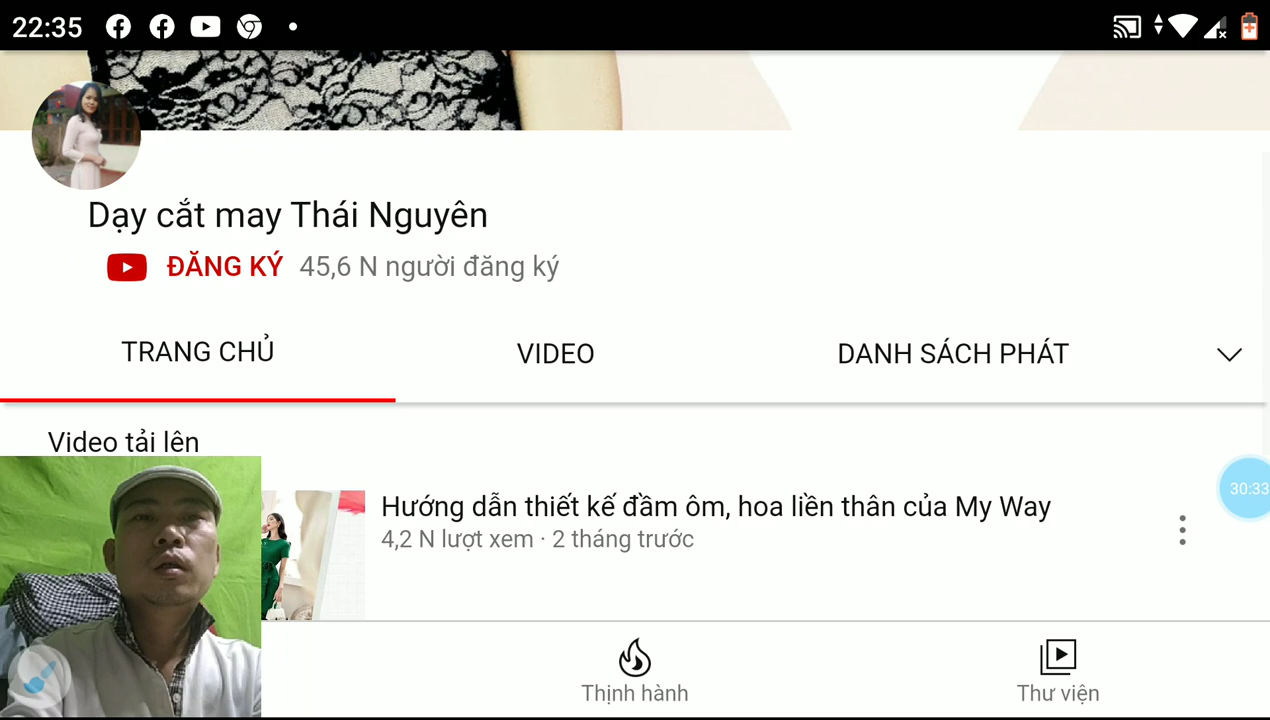 22:35
Dạy cắt may Thái Nguyên
ĐĂNG KÝ 45,6 N người đăng ký
TRANG CHỦ VIDEO DANH SÁCH PHÁT
Video tải lên
Hướng dẫn thiết kế đầm ôm, hoa liền thân của My Way
4,2 N lượt xem · 2 tháng trước
30:33
Thịnh hành Thư viện